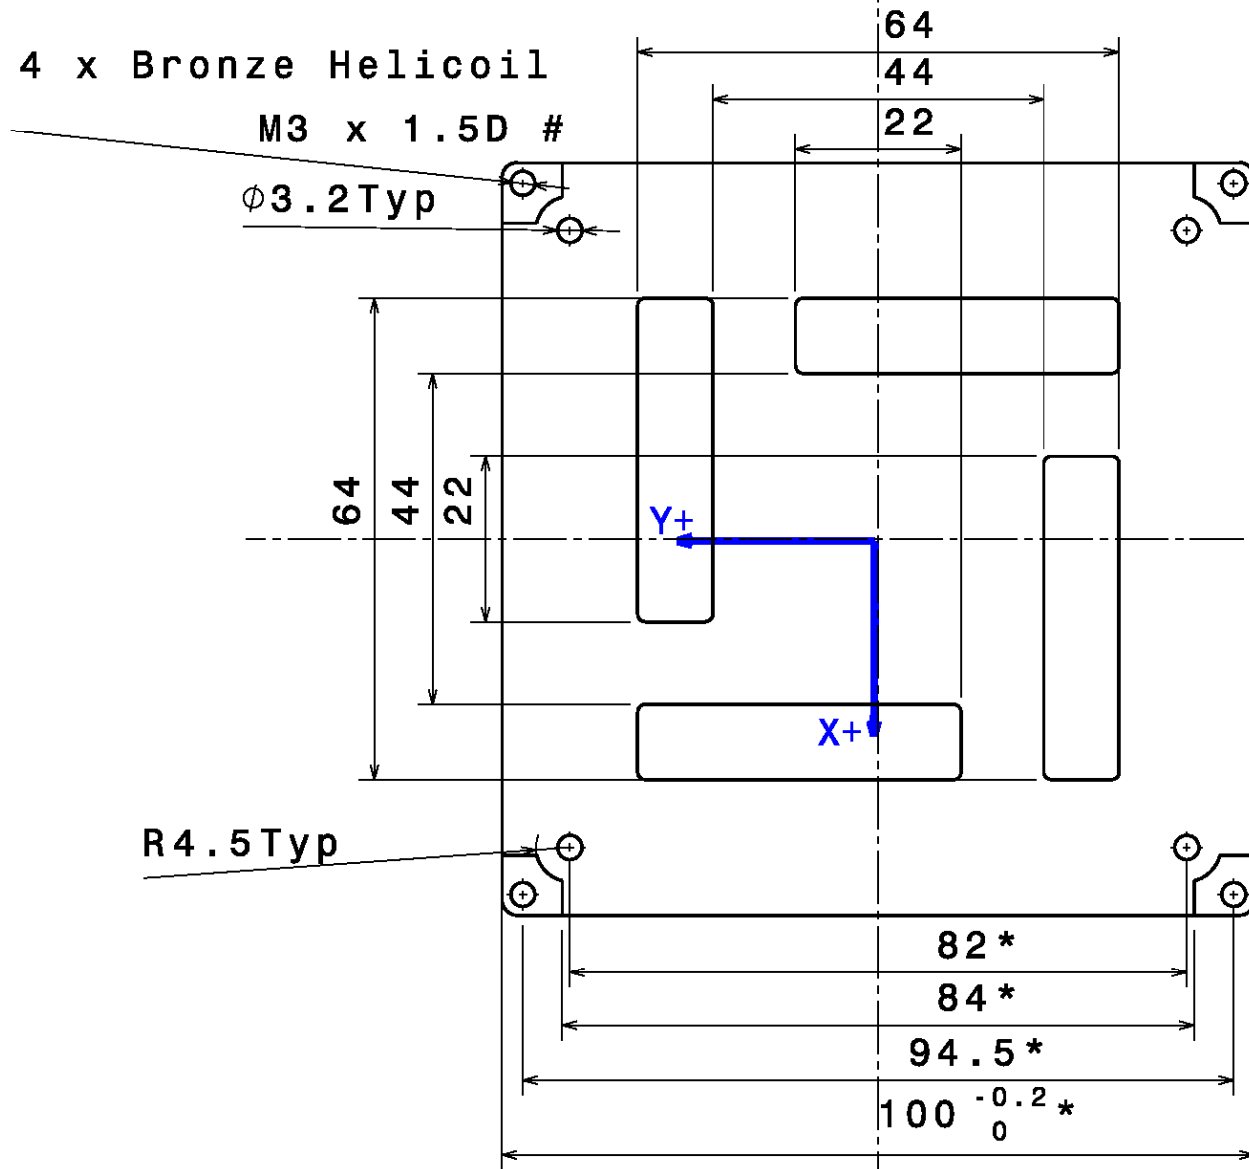 64
4 x Bronze Helicoil
44
M3 x 1.5D #
22
⌀3.2Typ
64
44
22
Y+
X+
R4.5Typ
82*
84*
94.5*
100 -0.2 *
0